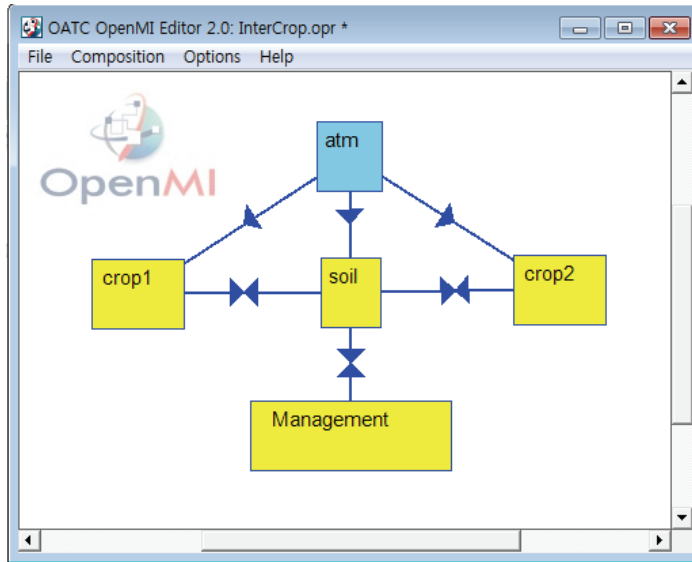 OATC OpenMI Editor 2.0: InterCrop.opr *
File Composition Options Help
OpenMI
atm
crop1
soil
crop2
Management